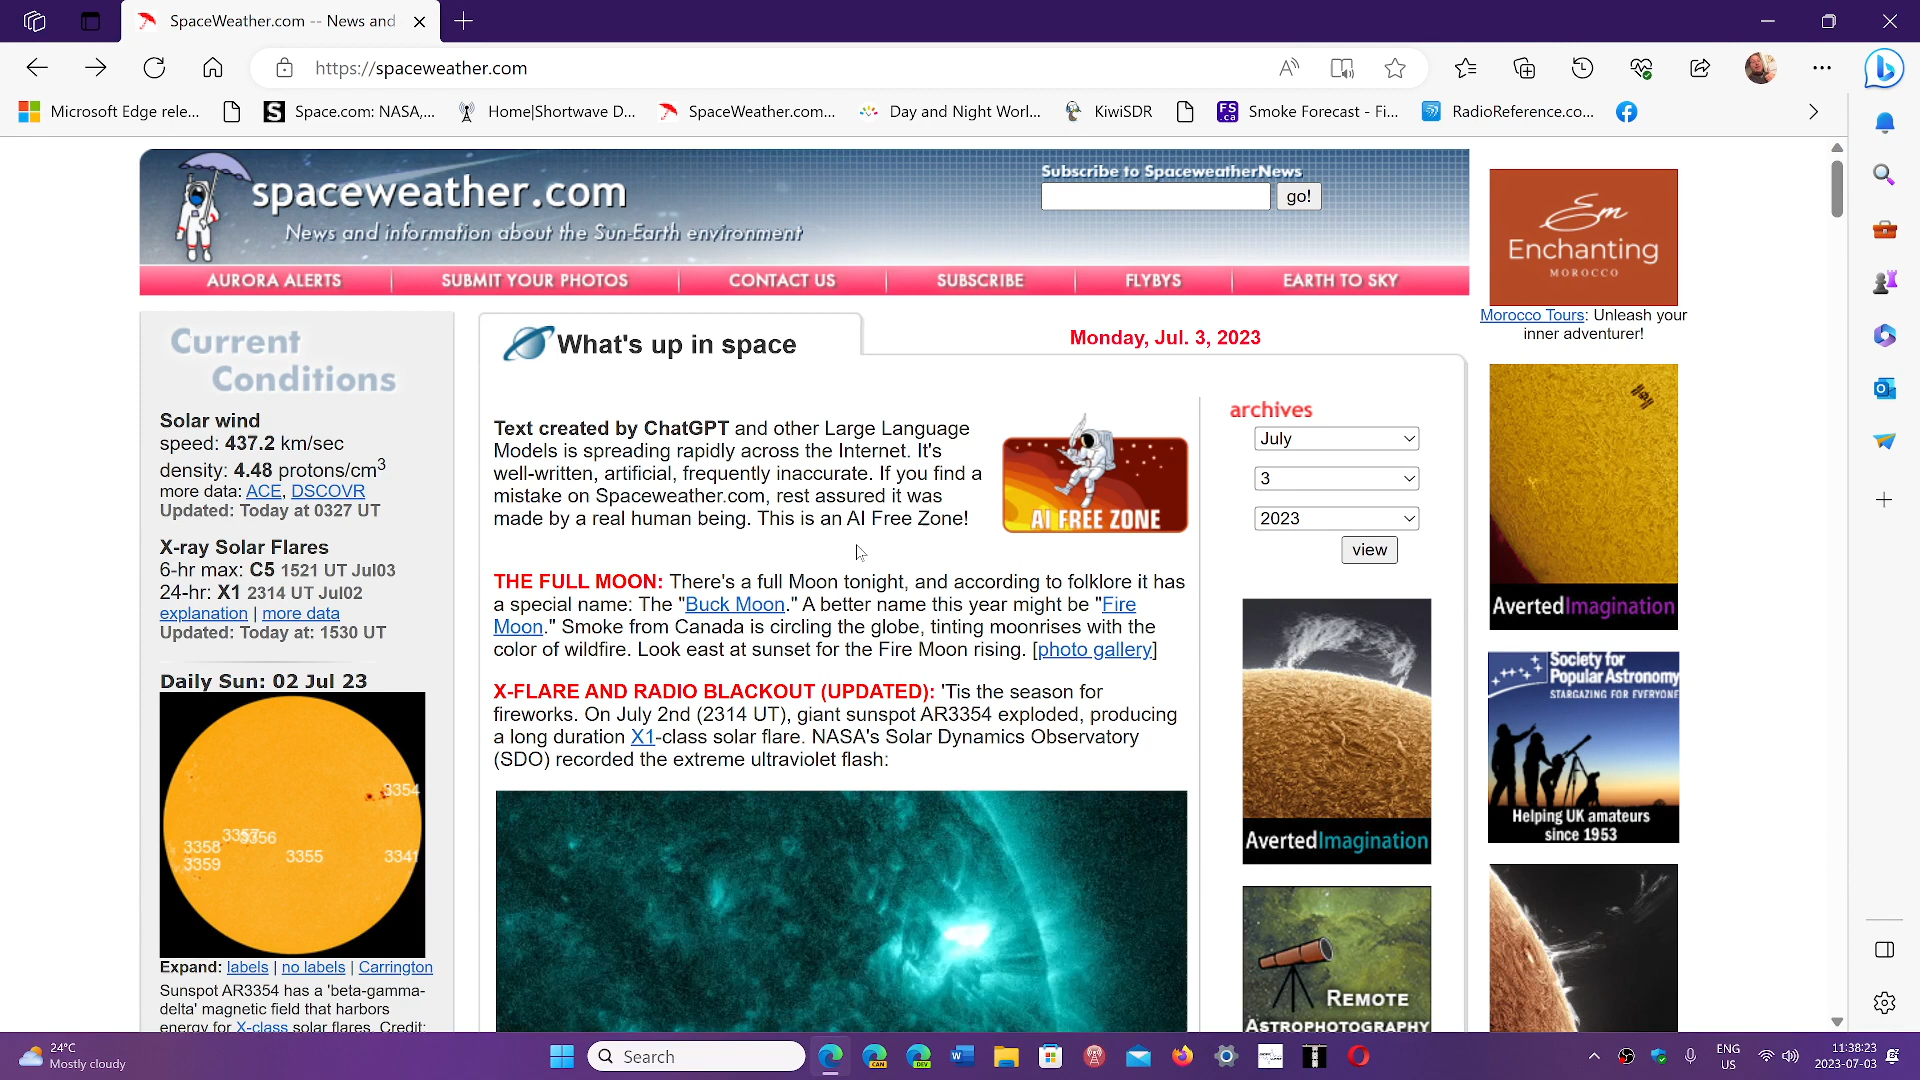 SpaceWeather.com -- News and
https://spaceweather.com
Microsoft Edge rele...
Space.com: NASA,...
Home|Shortwave D...
SpaceWeather.com...
Day and Night Worl...
KiwiSDR
Smoke Forecast - Fi...
RadioReference.co...
spaceweather.com
News and information about the Sun-Earth environment
Subscribe to SpaceweatherNews
go!
AURORA ALERTS
SUBMIT YOUR PHOTOS
CONTACT US
SUBSCRIBE
FLYBYS
EARTH TO SKY
Current
Conditions
Solar wind
speed: 437.2 km/sec
density: 4.48 protons/cm3
more data: ACE, DSCOVR
Updated: Today at 0327 UT
X-ray Solar Flares
6-hr max: C5 1521 UT Jul03
24-hr: X1 2314 UT Jul02
explanation | more data
Updated: Today at: 1530 UT
Daily Sun: 02 Jul 23
3354
3357
3356
3358
3359
3355
3341
Expand: labels | no labels | Carrington
Sunspot AR3354 has a 'beta-gamma-
delta' magnetic field that harbors
energy for X-class solar flares. Credit:
What's up in space
Monday, Jul. 3, 2023
Text created by ChatGPT and other Large Language
Models is spreading rapidly across the Internet. It's
well-written, artificial, frequently inaccurate. If you find a
mistake on Spaceweather.com, rest assured it was
made by a real human being. This is an AI Free Zone!
AI FREE ZONE
THE FULL MOON: There's a full Moon tonight, and according to folklore it has
a special name: The "Buck Moon." A better name this year might be "Fire
Moon." Smoke from Canada is circling the globe, tinting moonrises with the
color of wildfire. Look east at sunset for the Fire Moon rising. [photo gallery]
X-FLARE AND RADIO BLACKOUT (UPDATED): 'Tis the season for
fireworks. On July 2nd (2314 UT), giant sunspot AR3354 exploded, producing
a long duration X1-class solar flare. NASA's Solar Dynamics Observatory
(SDO) recorded the extreme ultraviolet flash:
archives
July
3
2023
view
AvertedImagination
REMOTE
ASTROPHOTOGRAPHY
Em
Enchanting
MOROCCO
Morocco Tours: Unleash your
inner adventurer!
AvertedImagination
Society for
Popular Astronomy
STARGAZING FOR EVERYONE
Helping UK amateurs
since 1953
24°C
Mostly cloudy
Search
CAN
DEV
ENG
US
11:38:23
2023-07-03